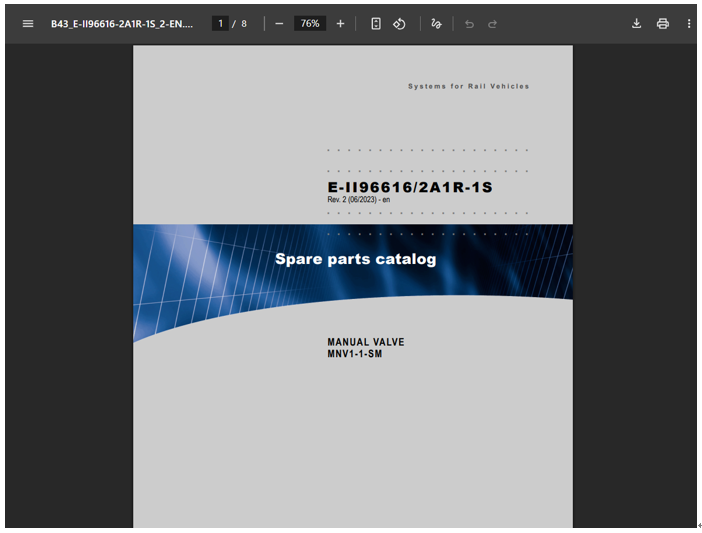 B43_E-II96616-2A1R-1S_2-EN....
1 / 8
76%
Systems for Rail Vehicles
E-II96616/2A1R-1S
Rev. 2 (06/2023) - en
Spare parts catalog
MANUAL VALVE
MNV1-1-SM